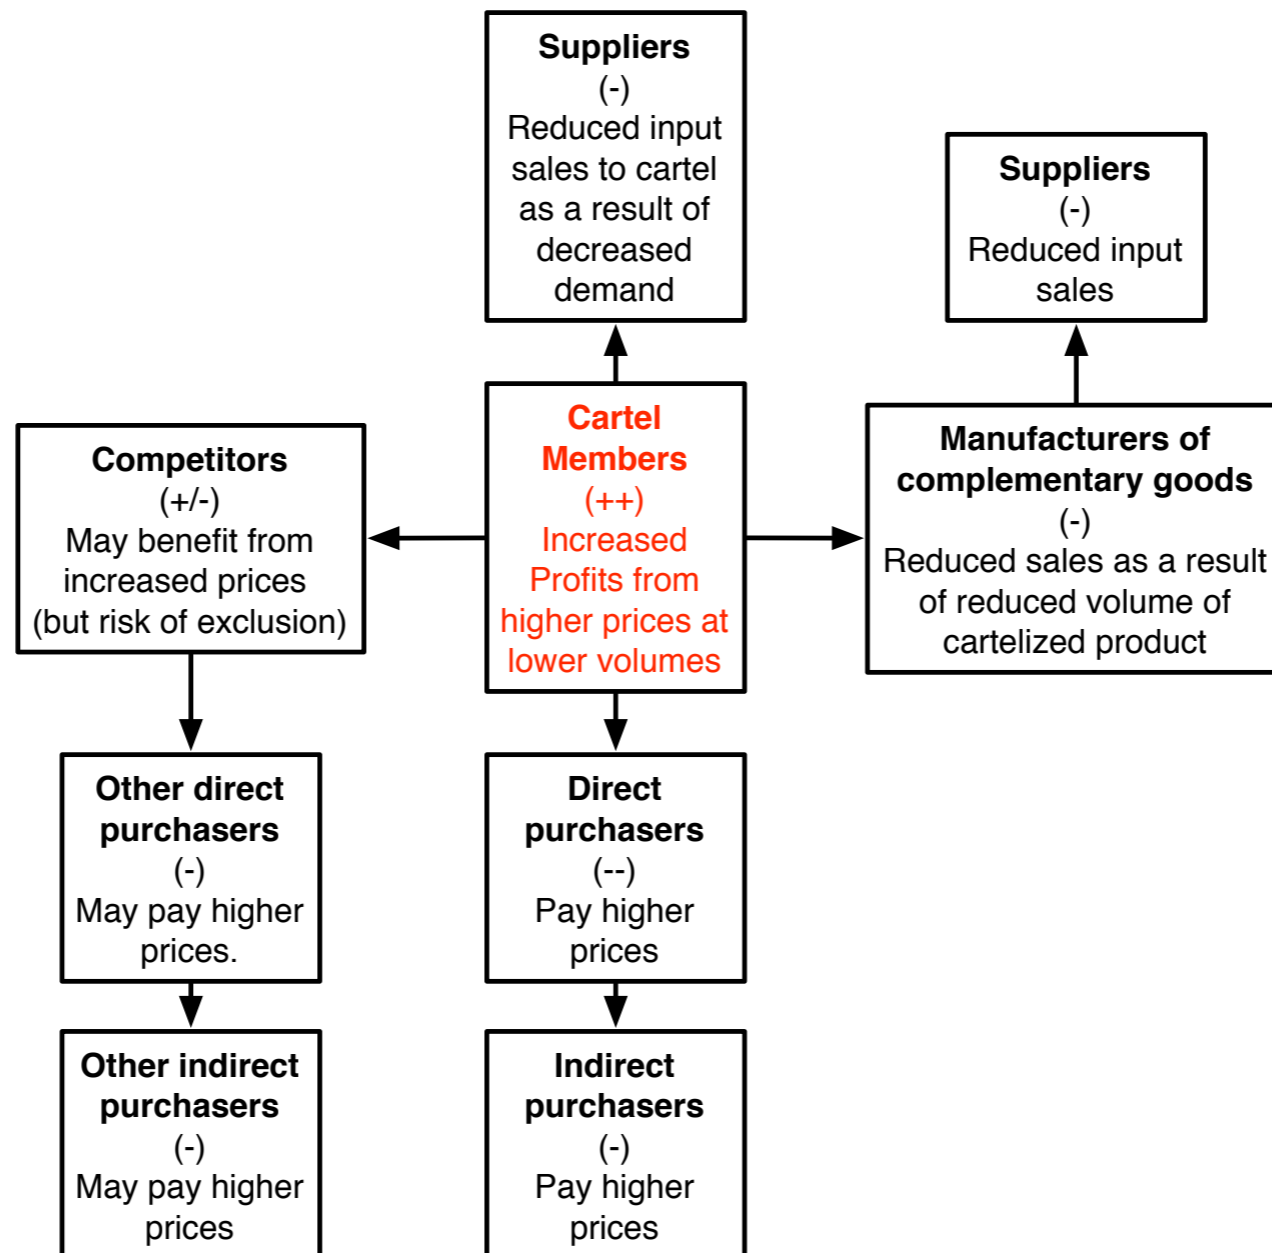 Suppliers
(-)
Reduced input
sales to cartel
as a result of
decreased
demand
Suppliers
(-)
Reduced input
sales
Competitors
(+/-)
May benefit from
increased prices
(but risk of exclusion)
Cartel
Members
(++)
Increased
Profits from
higher prices at
lower volumes
Manufacturers of
complementary goods
(-)
Reduced sales as a result
of reduced volume of
cartelized product
Other direct
purchasers
(-)
May pay higher
prices.
Direct
purchasers
(--)
Pay higher
prices
Other indirect
purchasers
(-)
May pay higher
prices
Indirect
purchasers
(-)
Pay higher
prices